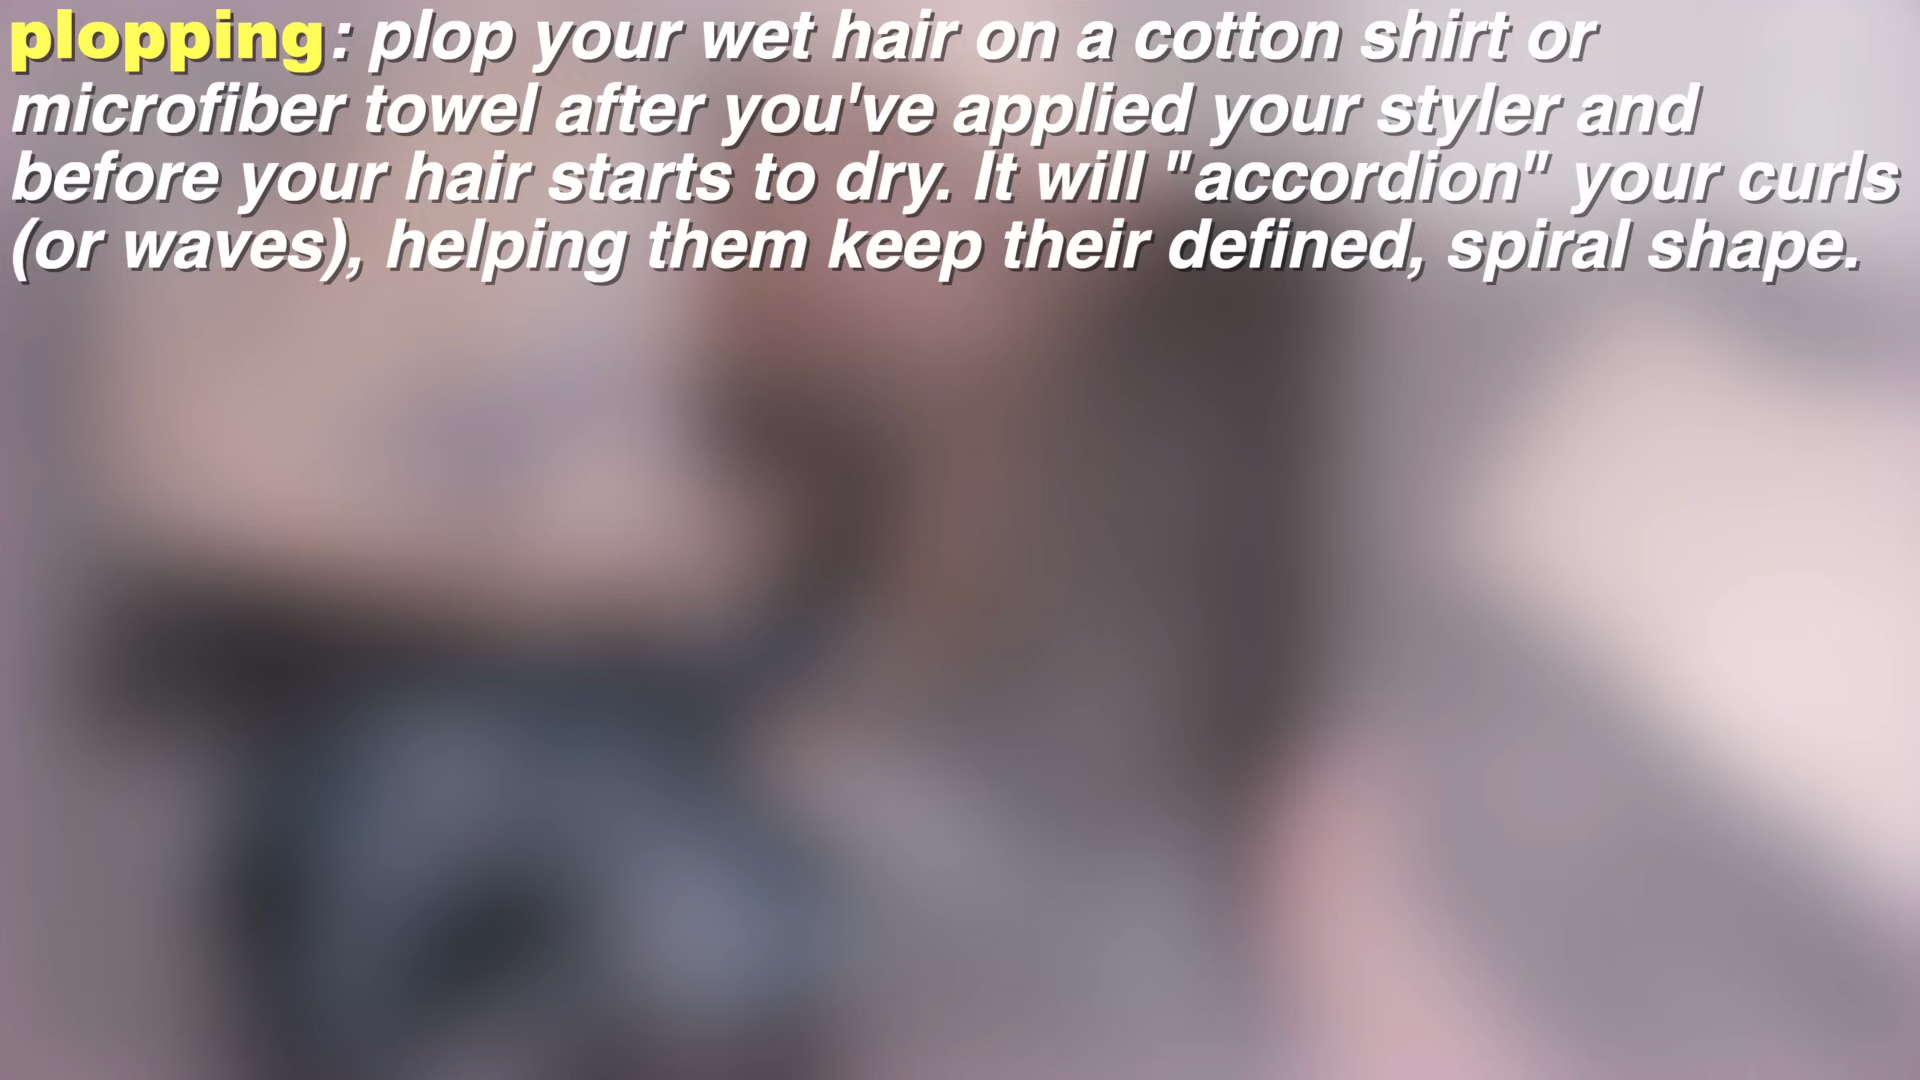 plopping: plop your wet hair on a cotton shirt or
microfiber towel after you've applied your styler and
before your hair starts to dry. It will "accordion" your curls
(or waves), helping them keep their defined, spiral shape.